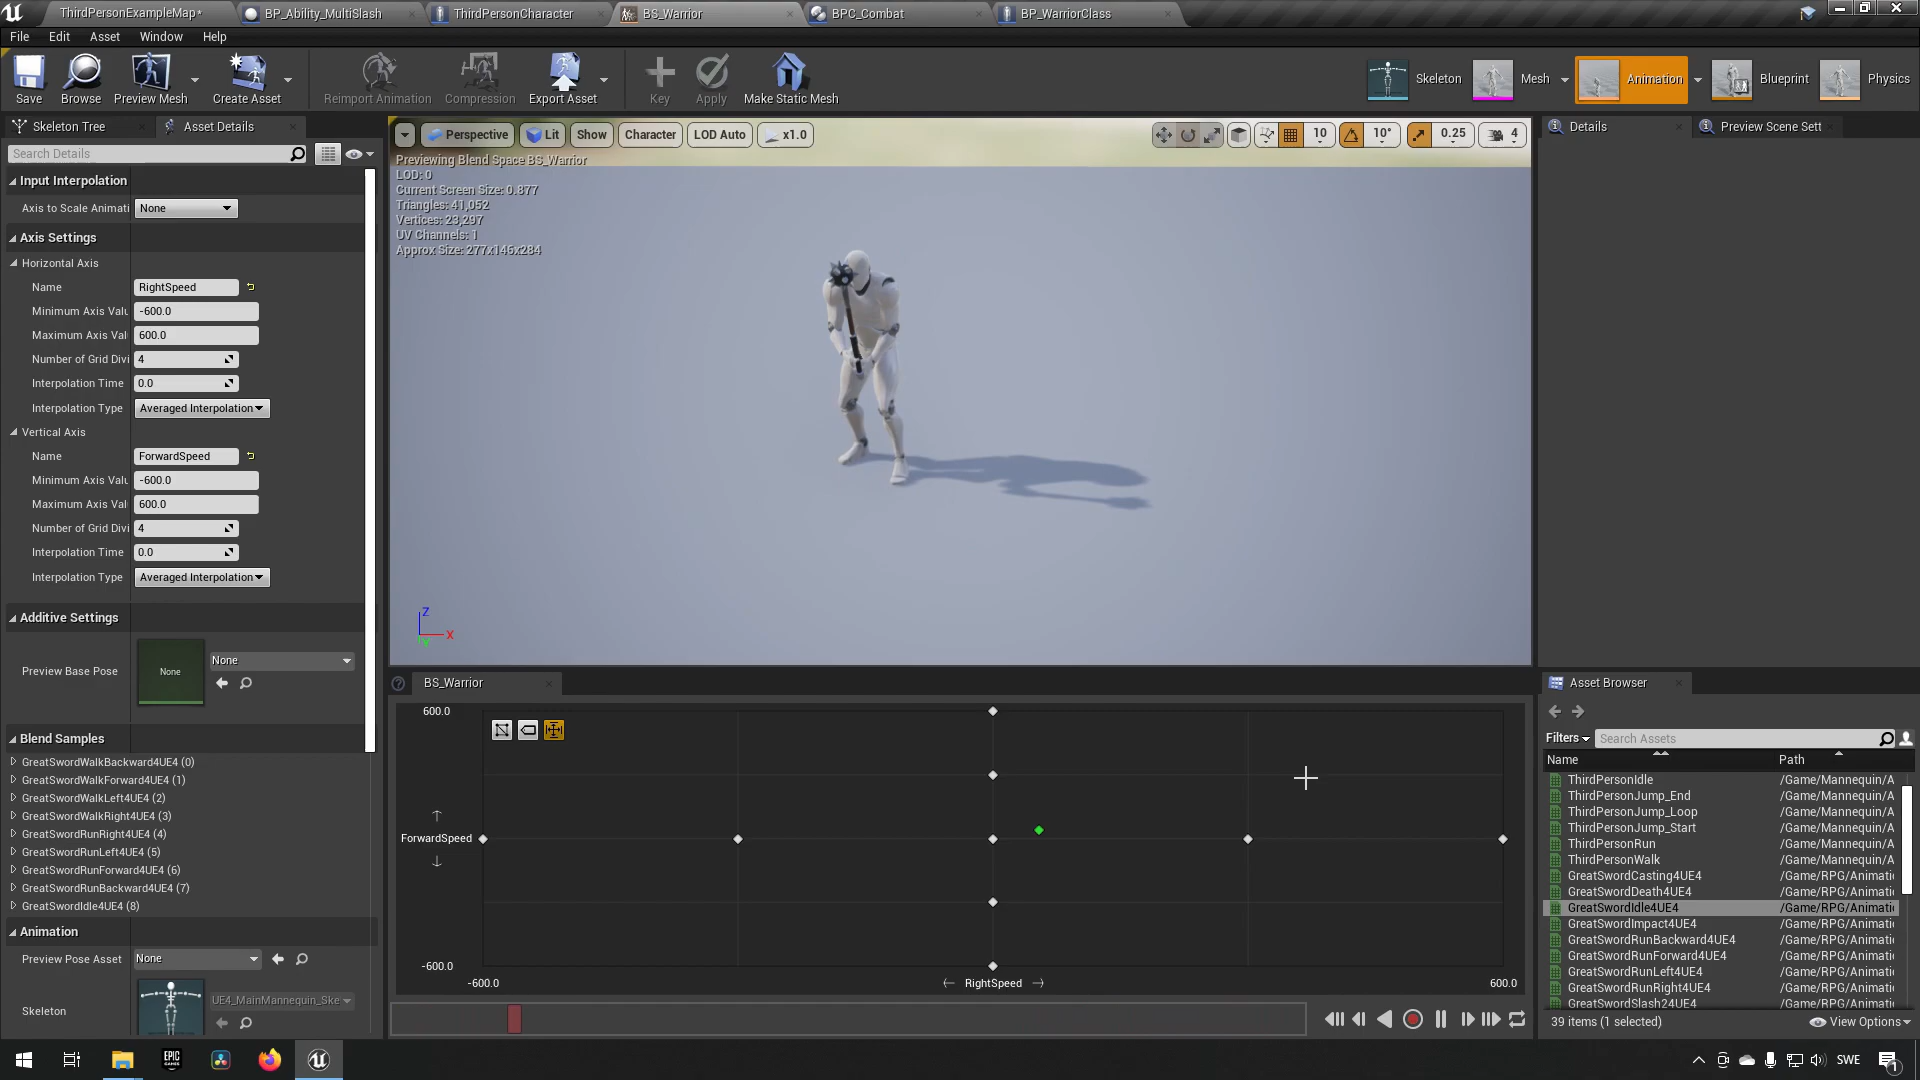 ThirdPersonExampleMap*
BP_Ability_MultiSlash
ThirdPersonCharacter
BS_Warrior
BPC_Combat
BP_WarriorClass
File Edit Asset Window Help
Save
Browse
Preview Mesh
Create Asset
Reimport Animation
Compression
Export Asset
Key
Apply
Make Static Mesh
Skeleton
Mesh
Animation
Blueprint
Physics
Skeleton Tree
Asset Details
Search Details
Input Interpolation
Axis to Scale Animati None
Axis Settings
Horizontal Axis
Name RightSpeed
Minimum Axis Valu -600.0
Maximum Axis Val 600.0
Number of Grid Divi 4
Interpolation Time 0.0
Interpolation Type Averaged Interpolation
Vertical Axis
Name ForwardSpeed
Minimum Axis Valu -600.0
Maximum Axis Val 600.0
Number of Grid Divi 4
Interpolation Time 0.0
Interpolation Type Averaged Interpolation
Additive Settings
Preview Base Pose None None
Blend Samples
GreatSwordWalkBackward4UE4 (0)
GreatSwordWalkForward4UE4 (1)
GreatSwordWalkLeft4UE4 (2)
GreatSwordWalkRight4UE4 (3)
GreatSwordRunRight4UE4 (4)
GreatSwordRunLeft4UE4 (5)
GreatSwordRunForward4UE4 (6)
GreatSwordRunBackward4UE4 (7)
GreatSwordIdle4UE4 (8)
Animation
Preview Pose Asset None
Skeleton UE4_MainMannequin_Ske
Perspective Lit Show Character LOD Auto x1.0
10 10° 0.25 4
Previewing Blend Space BS_Warrior
LOD: 0
Current Screen Size: 0.877
Triangles: 41,052
Vertices: 23,297
UV Channels: 1
Approx Size: 277x146x284
Z
X
Y
BS_Warrior
600.0
ForwardSpeed
-600.0
-600.0 RightSpeed 600.0
Details
Preview Scene Sett
Asset Browser
Filters Search Assets
Name Path
ThirdPersonIdle /Game/Mannequin/A
ThirdPersonJump_End /Game/Mannequin/A
ThirdPersonJump_Loop /Game/Mannequin/A
ThirdPersonJump_Start /Game/Mannequin/A
ThirdPersonRun /Game/Mannequin/A
ThirdPersonWalk /Game/Mannequin/A
GreatSwordCasting4UE4 /Game/RPG/Animati
GreatSwordDeath4UE4 /Game/RPG/Animati
GreatSwordIdle4UE4 /Game/RPG/Animati
GreatSwordImpact4UE4 /Game/RPG/Animati
GreatSwordRunBackward4UE4 /Game/RPG/Animati
GreatSwordRunForward4UE4 /Game/RPG/Animati
GreatSwordRunLeft4UE4 /Game/RPG/Animati
GreatSwordRunRight4UE4 /Game/RPG/Animati
GreatSwordSlash24UE4 /Game/RPG/Animati
39 items (1 selected) View Options
EPIC GAMES
SWE
1